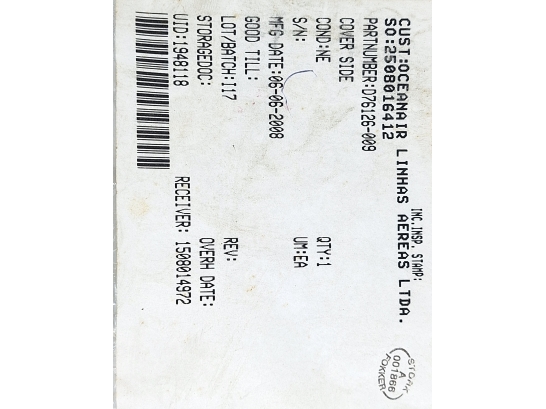 CUST:OCEANAIR LINHAS AEREAS LTDA.
SO:2508016412
INC.INSP. STAMP:
PARTNUMBER:D76126-009
COVER SIDE
COND:NE QTY:1
S/N: UM:EA
MFG-DATE:06-06-2008
GOOD TILL:
LOT/BATCH:I17 REV:
STORAGEDOC: OVERH DATE:
UID:1948118 RECEIVER: 1508014972
STORK
A
001866
FOKKER